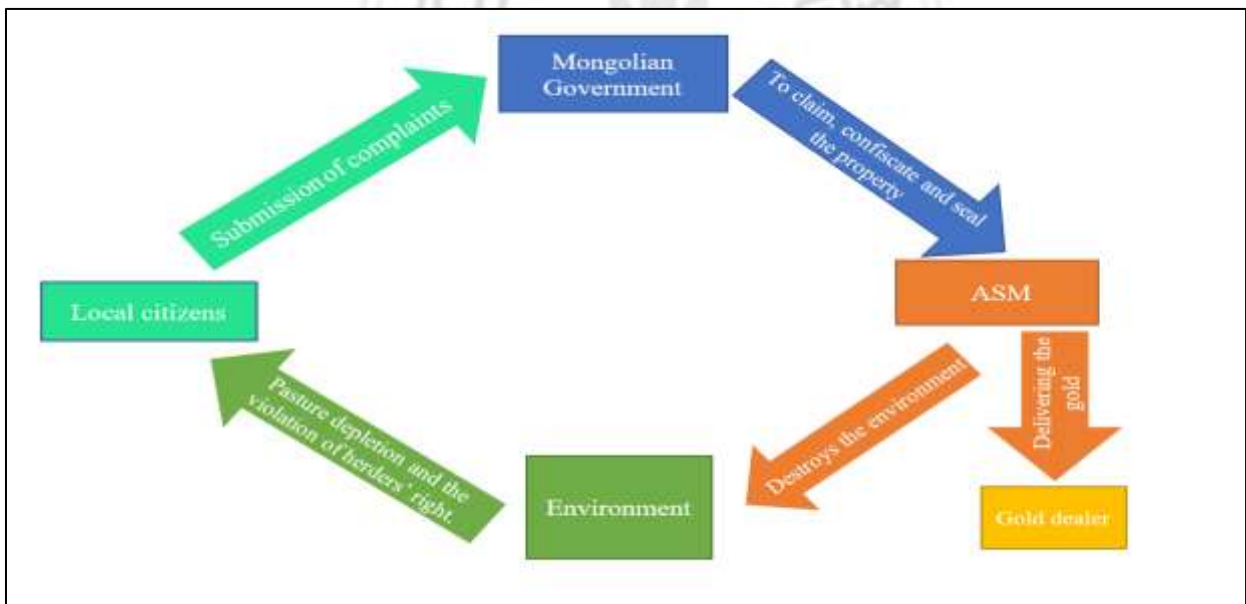 Mongolian
Government
To claim, confiscate and seal
the property
ASM
Delivering the
gold
Gold dealer
Destroys the environment
Environment
Pasture depletion and the
violation of herders' right.
Local citizens
Submission of complaints